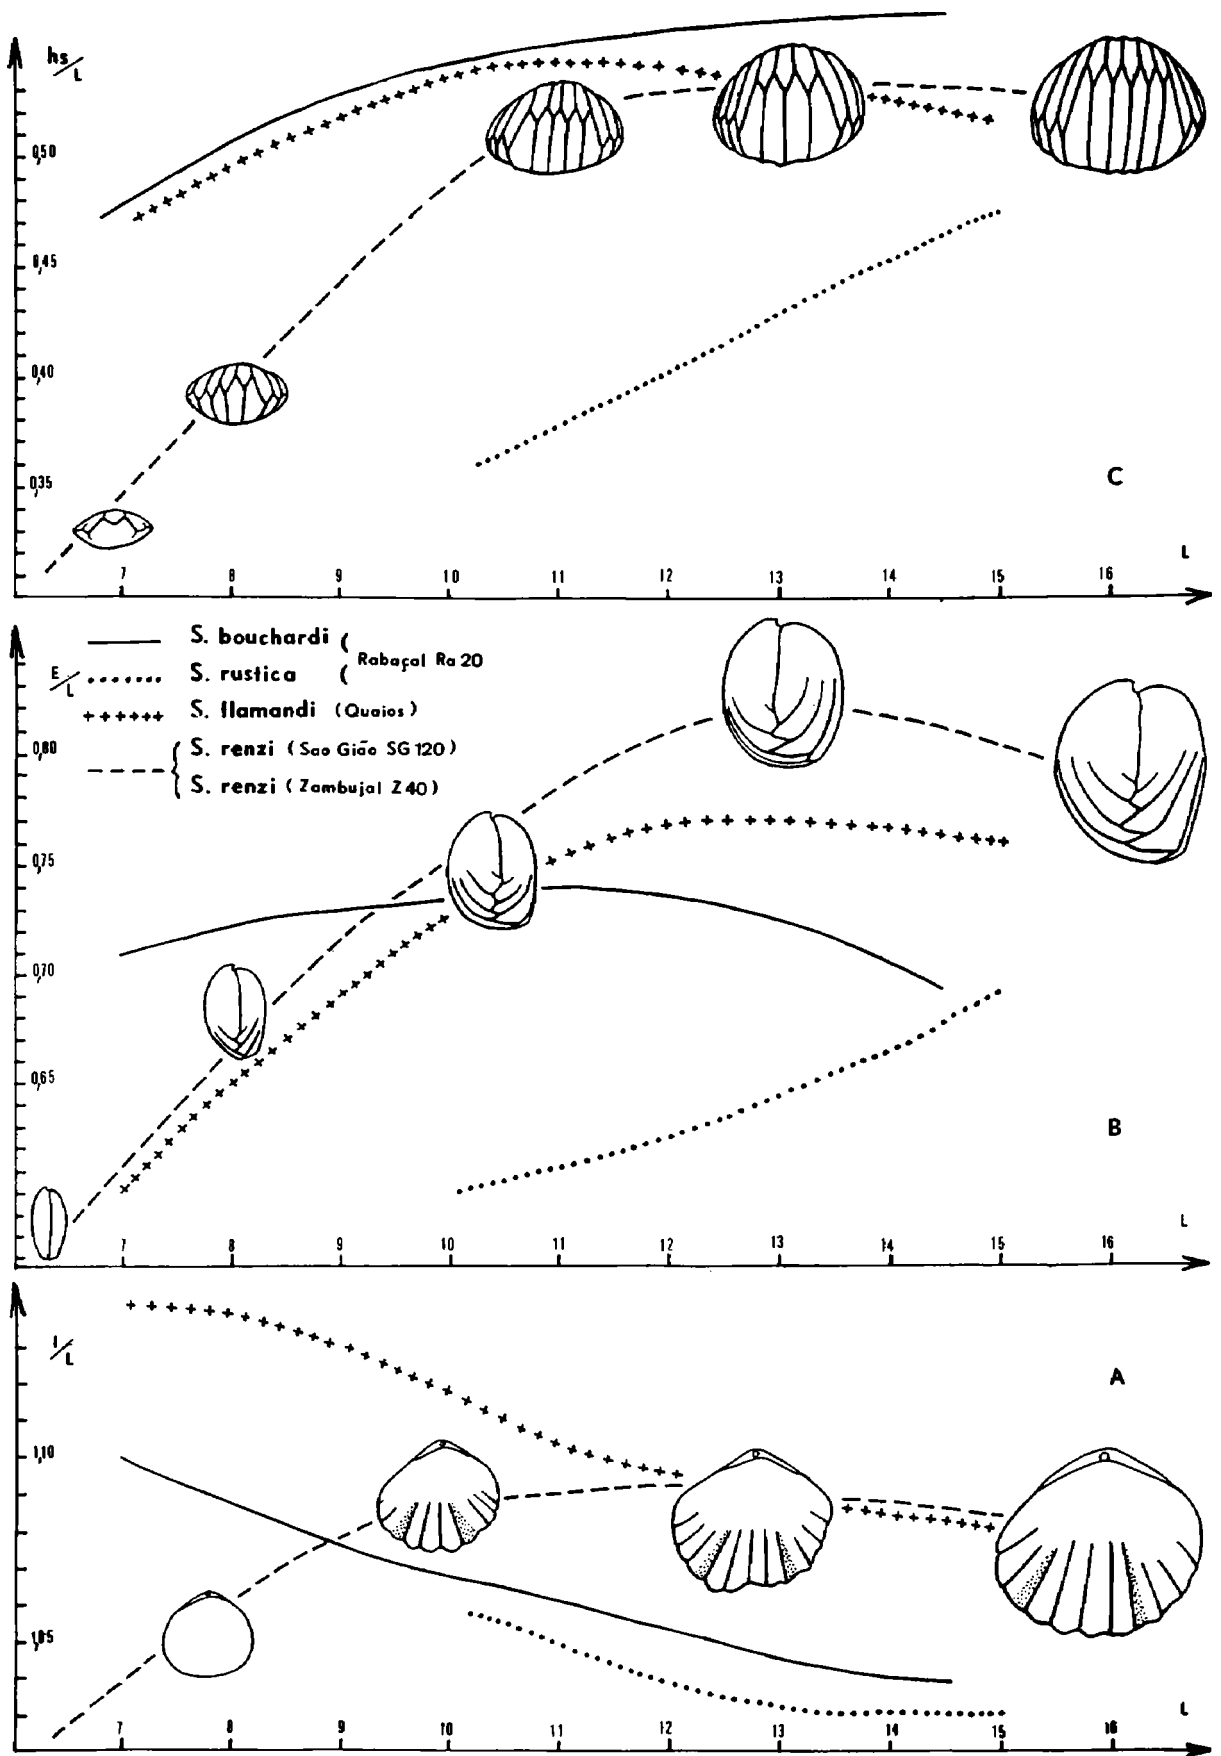 hs/L
0,50
0,45
0,40
0,35
C
L
7 8 9 10 11 12 13 14 15 16
S. bouchardi (
Rabaçal Ra 20
S. rustica (
E/L
S. flamandi (Quaios)
S. renzi (Sao Gião SG 120)
S. renzi (Zambujal Z 40)
0,80
0,75
0,70
0,65
B
L
7 8 9 10 11 12 13 14 15 16
l/L
A
1,10
1,05
L
7 8 9 10 11 12 13 14 15 16